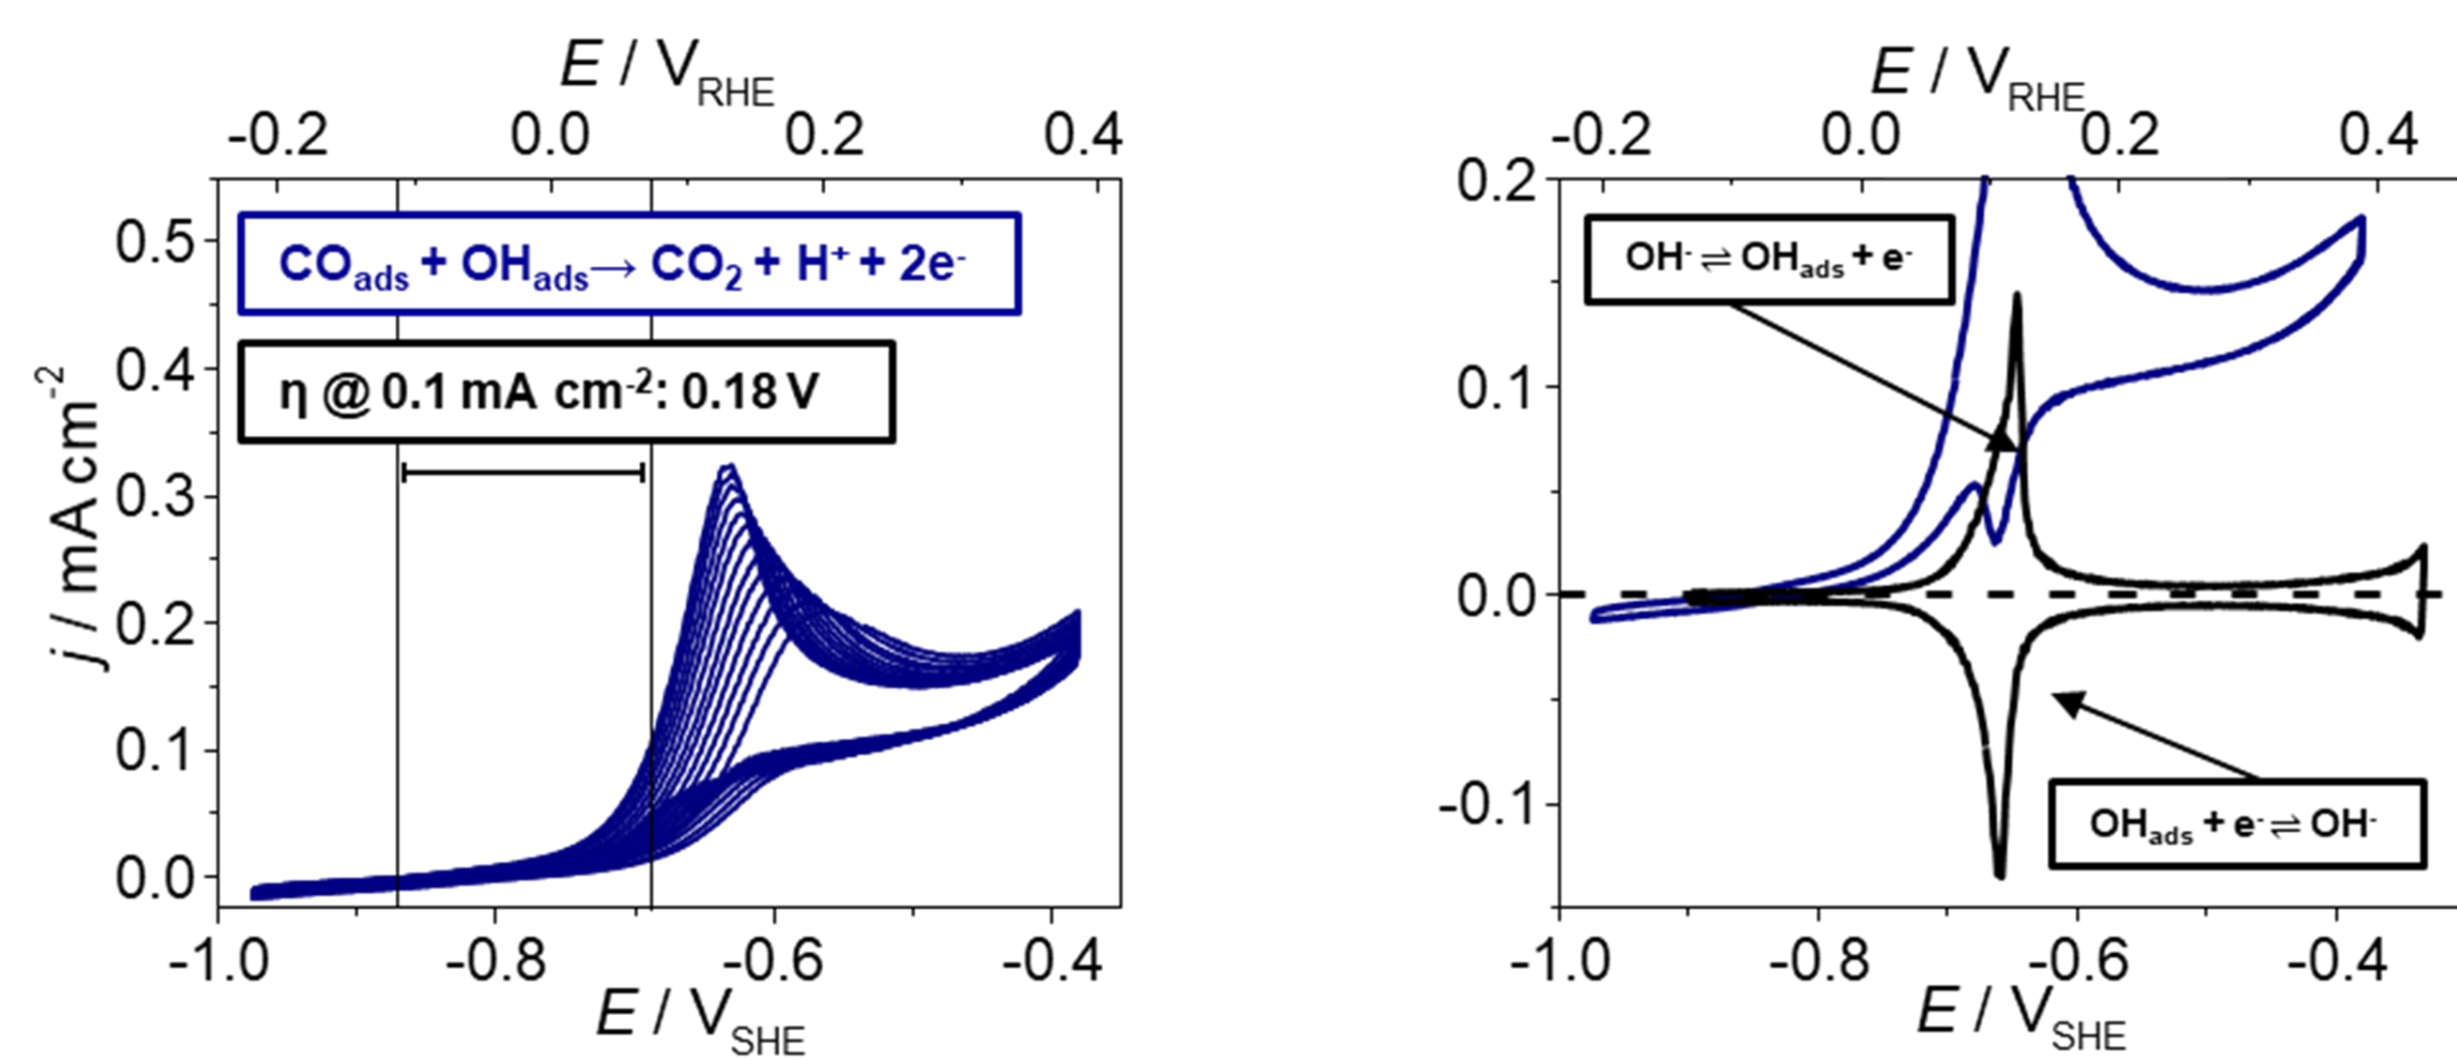 E / V_RHE
-0.2 0.0 0.2 0.4
0.5
0.4
0.3
0.2
0.1
0.0
j / mA cm⁻²
CO_ads + OH_ads → CO₂ + H⁺ + 2e⁻
η @ 0.1 mA cm⁻²: 0.18 V
-1.0 -0.8 -0.6 -0.4
E / V_SHE
E / V_RHE
-0.2 0.0 0.2 0.4
0.2
0.1
0.0
-0.1
OH⁻ ⇌ OH_ads + e⁻
OH_ads + e⁻ ⇌ OH⁻
-1.0 -0.8 -0.6 -0.4
E / V_SHE